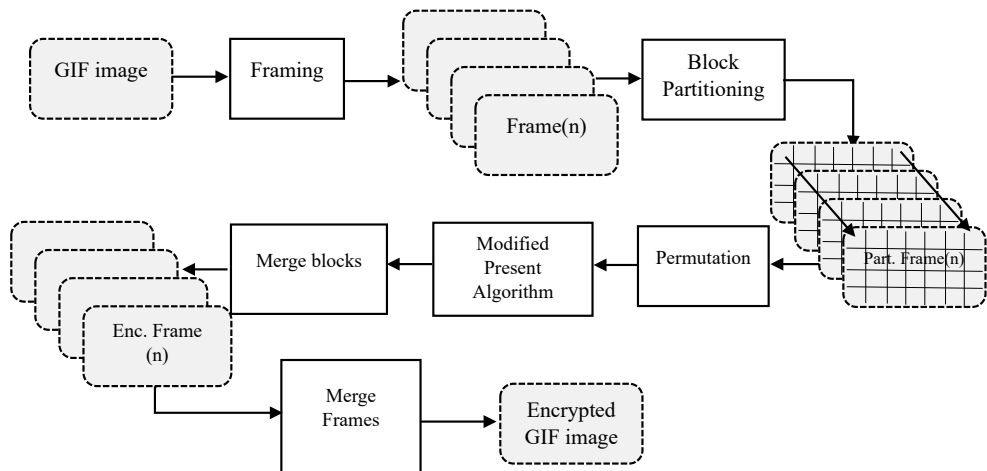 GIF image
Framing
Frame(n)
Block
Partitioning
Part. Frame(n)
Permutation
Modified
Present
Algorithm
Merge blocks
Enc. Frame
(n)
Merge
Frames
Encrypted
GIF image